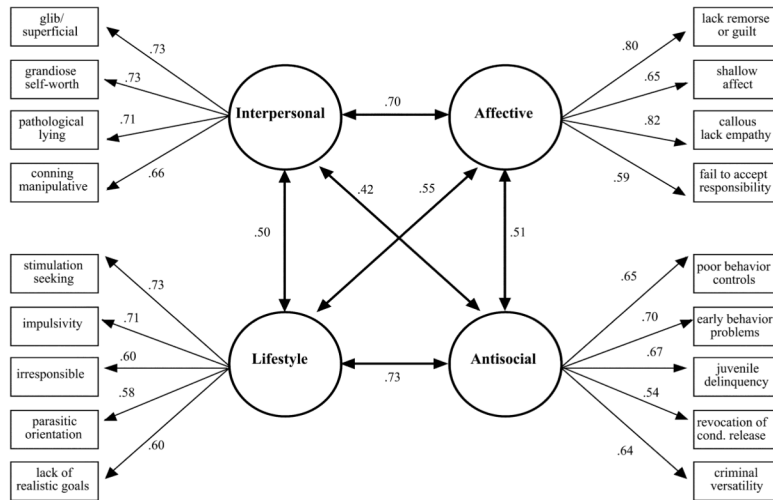 glib/
superficial
grandiose
self-worth
pathological
lying
conning
manipulative
.73
.73
.71
.66
Interpersonal
.70
Affective
.80
.65
.82
.59
lack remorse
or guilt
shallow
affect
callous
lack empathy
fail to accept
responsibility
.50
.42
.55
.51
stimulation
seeking
impulsivity
irresponsible
parasitic
orientation
lack of
realistic goals
.73
.71
.60
.58
.60
Lifestyle
.73
Antisocial
.65
.70
.67
.54
.64
poor behavior
controls
early behavior
problems
juvenile
delinquency
revocation of
cond. release
criminal
versatility